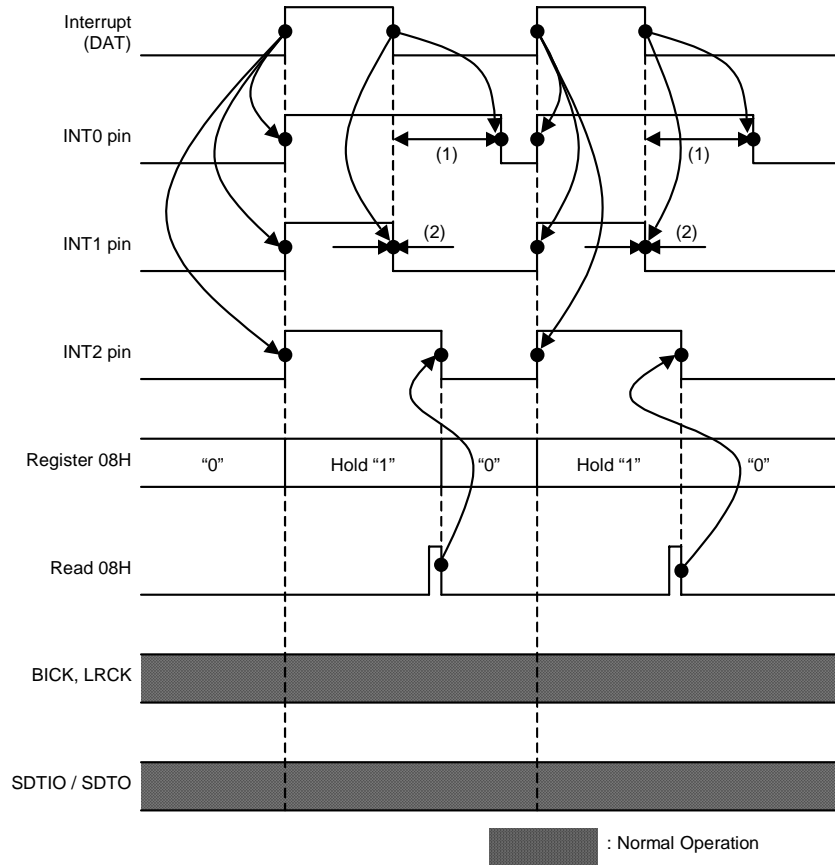 Interrupt
(DAT)
INT0 pin
(1)
(1)
INT1 pin
(2)
(2)
INT2 pin
Register 08H
“0”
Hold “1”
“0”
Hold “1”
“0”
Read 08H
BICK, LRCK
SDTIO / SDTO
: Normal Operation